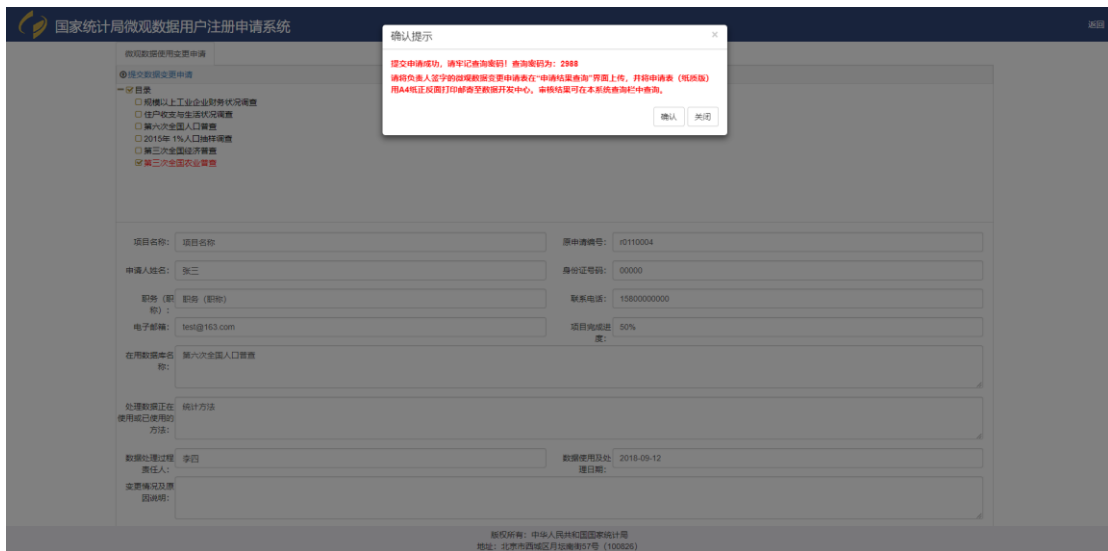 国家统计局微观数据用户注册申请系统
返回
确认提示
×
提交申请成功，请牢记查询密码！查询密码为：2988
请将负责人签字的微观数据变更申请表在“申请结果查询”界面上传，并将申请表（纸质版）
用A4纸正反面打印邮寄至数据开发中心。审核结果可在本系统查询栏中查询。
确认 关闭
微观数据使用变更申请
提交数据变更申请
目录
规模以上工业企业财务状况调查
住户收支与生活状况调查
第六次全国人口普查
2015年1%人口抽样调查
第三次全国经济普查
第三次全国农业普查
项目名称： 项目名称 原申请编号： r0110004
申请人姓名： 张三 身份证号码： 00000
职务（职称）： 职务（职称） 联系电话： 15800000000
电子邮箱： test@163.com 项目完成进度： 50%
在用数据库名称： 第六次全国人口普查
处理数据正在使用或已使用的方法： 统计方法
数据处理过程责任人： 李四 数据使用及处理日期： 2018-09-12
变更情况及原因说明：
版权所有：中华人民共和国国家统计局
地址：北京市西城区月坛南街57号（100826）